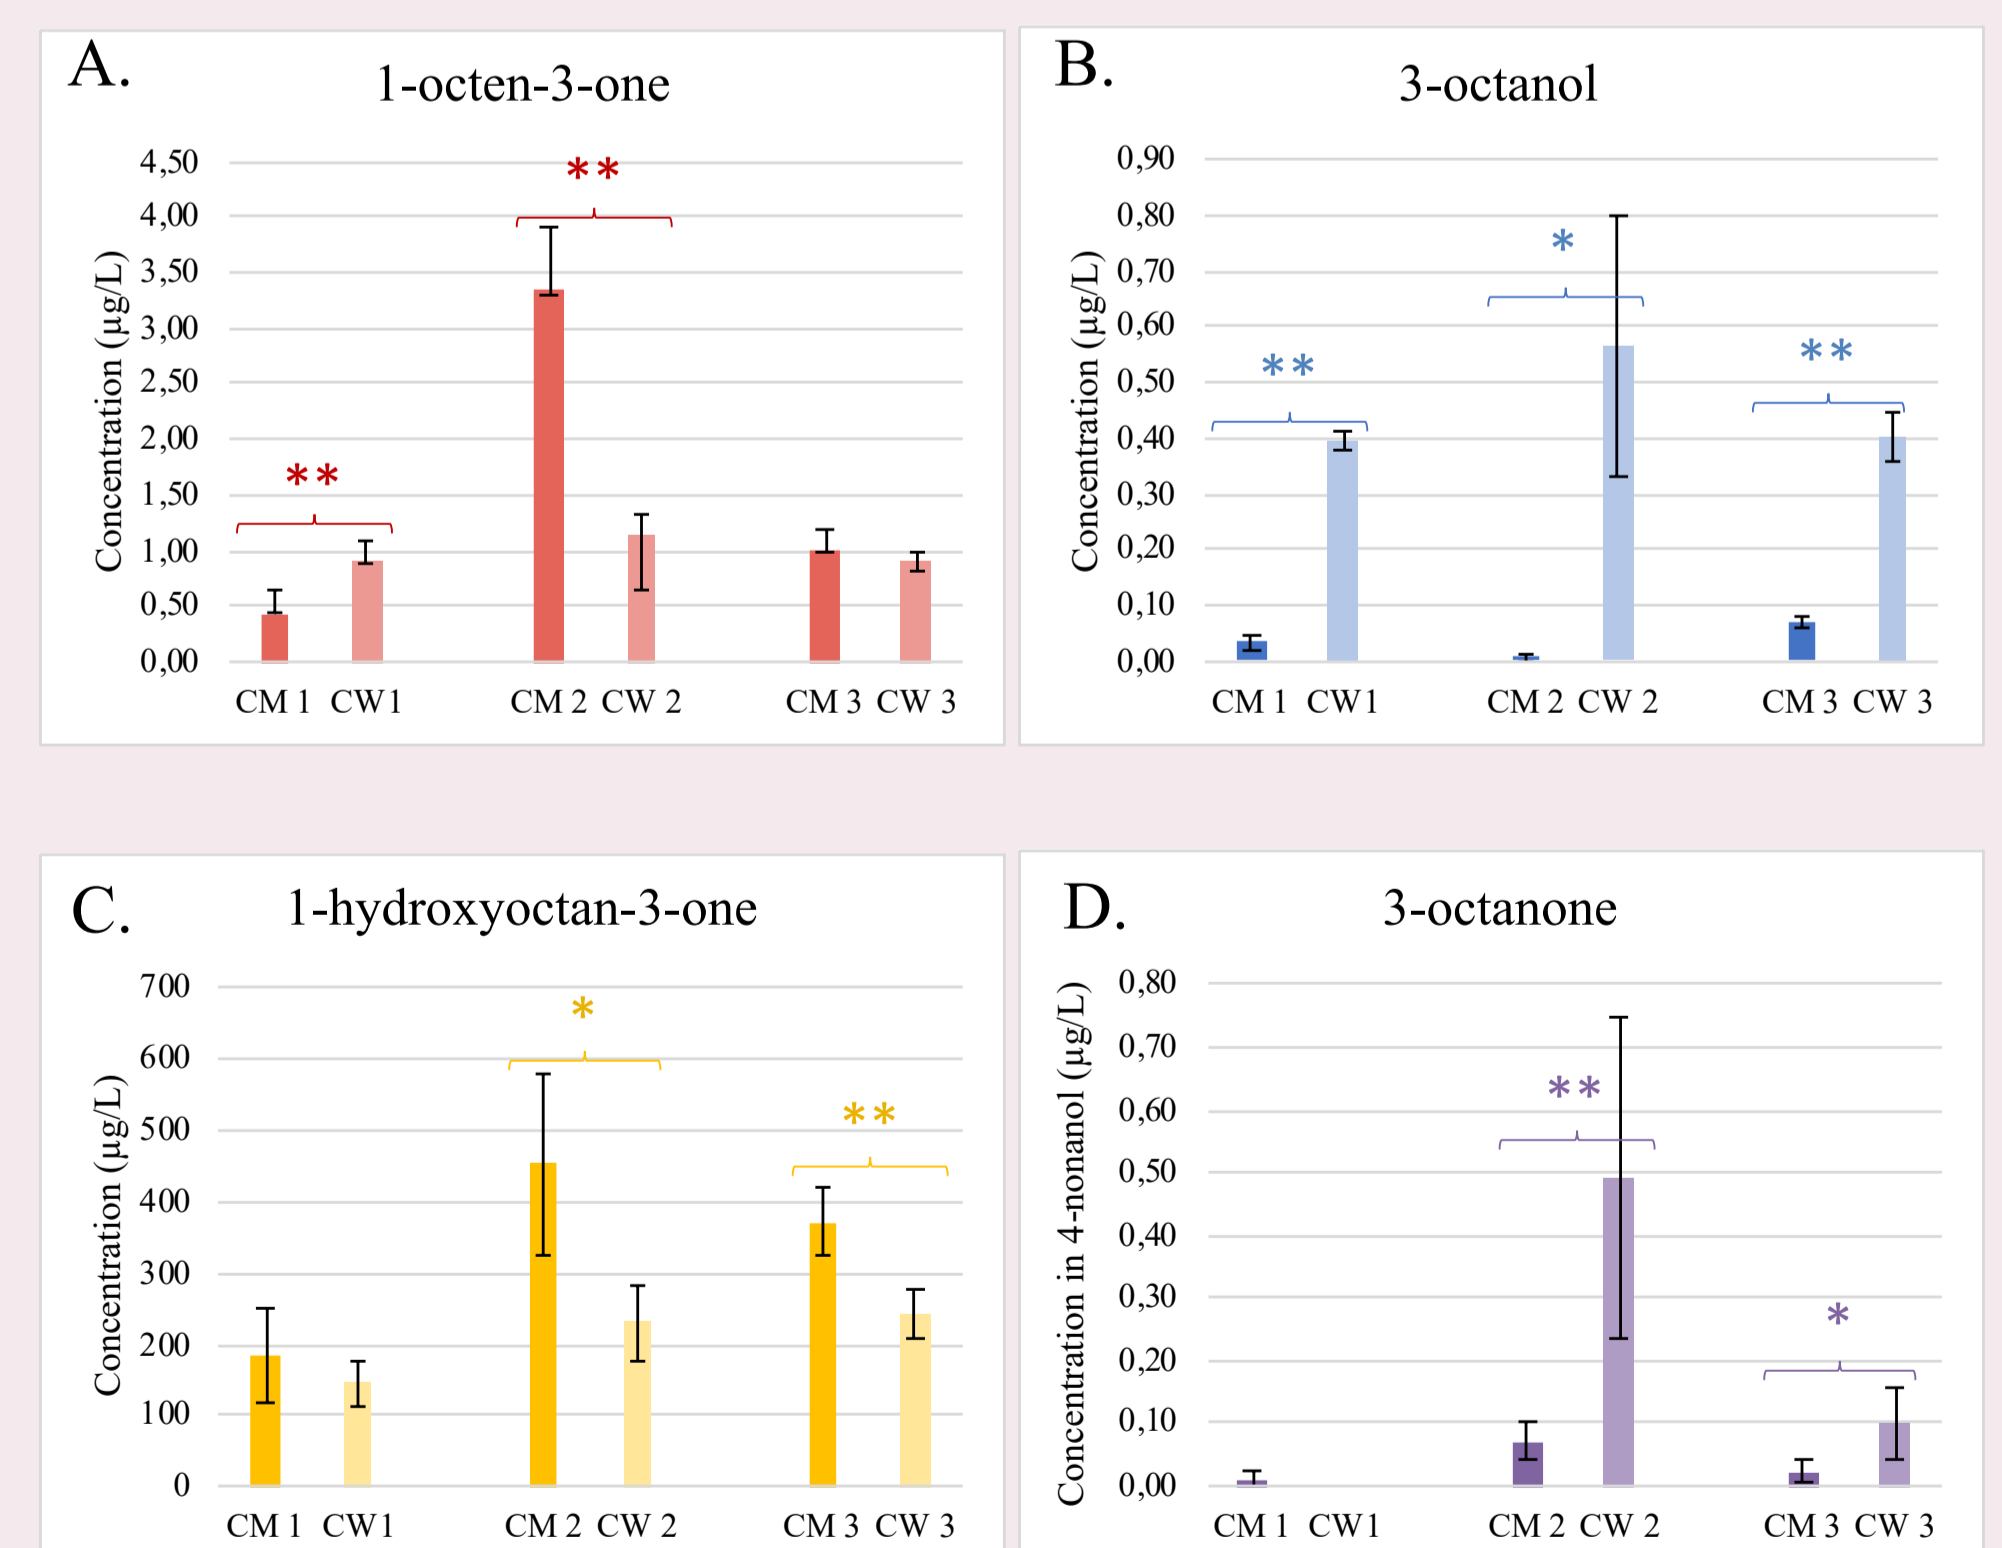 A.
1-octen-3-one
Concentration (µg/L)
4,50
4,00
3,50
3,00
2,50
2,00
1,50
1,00
0,50
0,00
**
**
CM 1 CW1 CM 2 CW 2 CM 3 CW 3
B.
3-octanol
Concentration (µg/L)
0,90
0,80
0,70
0,60
0,50
0,40
0,30
0,20
0,10
0,00
**
*
**
CM 1 CW1 CM 2 CW 2 CM 3 CW 3
C.
1-hydroxyoctan-3-one
Concentration (µg/L)
700
600
500
400
300
200
100
0
*
**
CM 1 CW1 CM 2 CW 2 CM 3 CW 3
D.
3-octanone
Concentration in 4-nonanol (µg/L)
0,80
0,70
0,60
0,50
0,40
0,30
0,20
0,10
0,00
**
*
CM 1 CW1 CM 2 CW 2 CM 3 CW 3